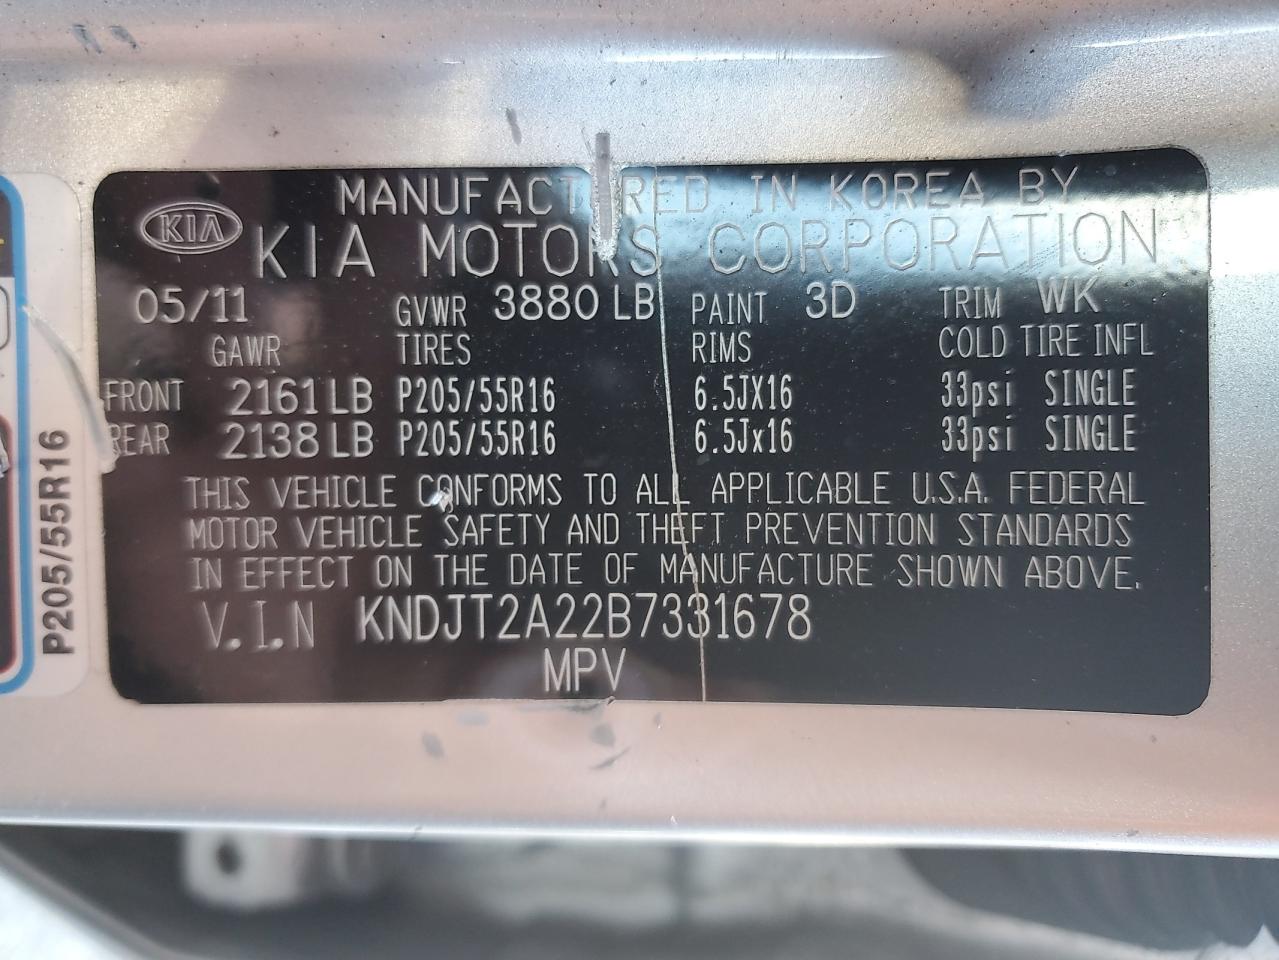 MANUFACTURED IN KOREA BY
KIA
KIA MOTORS CORPORATION
05/11 GVWR 3880 LB PAINT 3D TRIM WK
GAWR TIRES RIMS COLD TIRE INFL
FRONT 2161 LB P205/55R16 6.5JX16 33psi SINGLE
REAR 2138 LB P205/55R16 6.5Jx16 33psi SINGLE
THIS VEHICLE CONFORMS TO ALL APPLICABLE U.S.A. FEDERAL
MOTOR VEHICLE SAFETY AND THEFT PREVENTION STANDARDS
IN EFFECT ON THE DATE OF MANUFACTURE SHOWN ABOVE.
V.I.N KNDJT2A22B7331678
MPV
P205/55R16